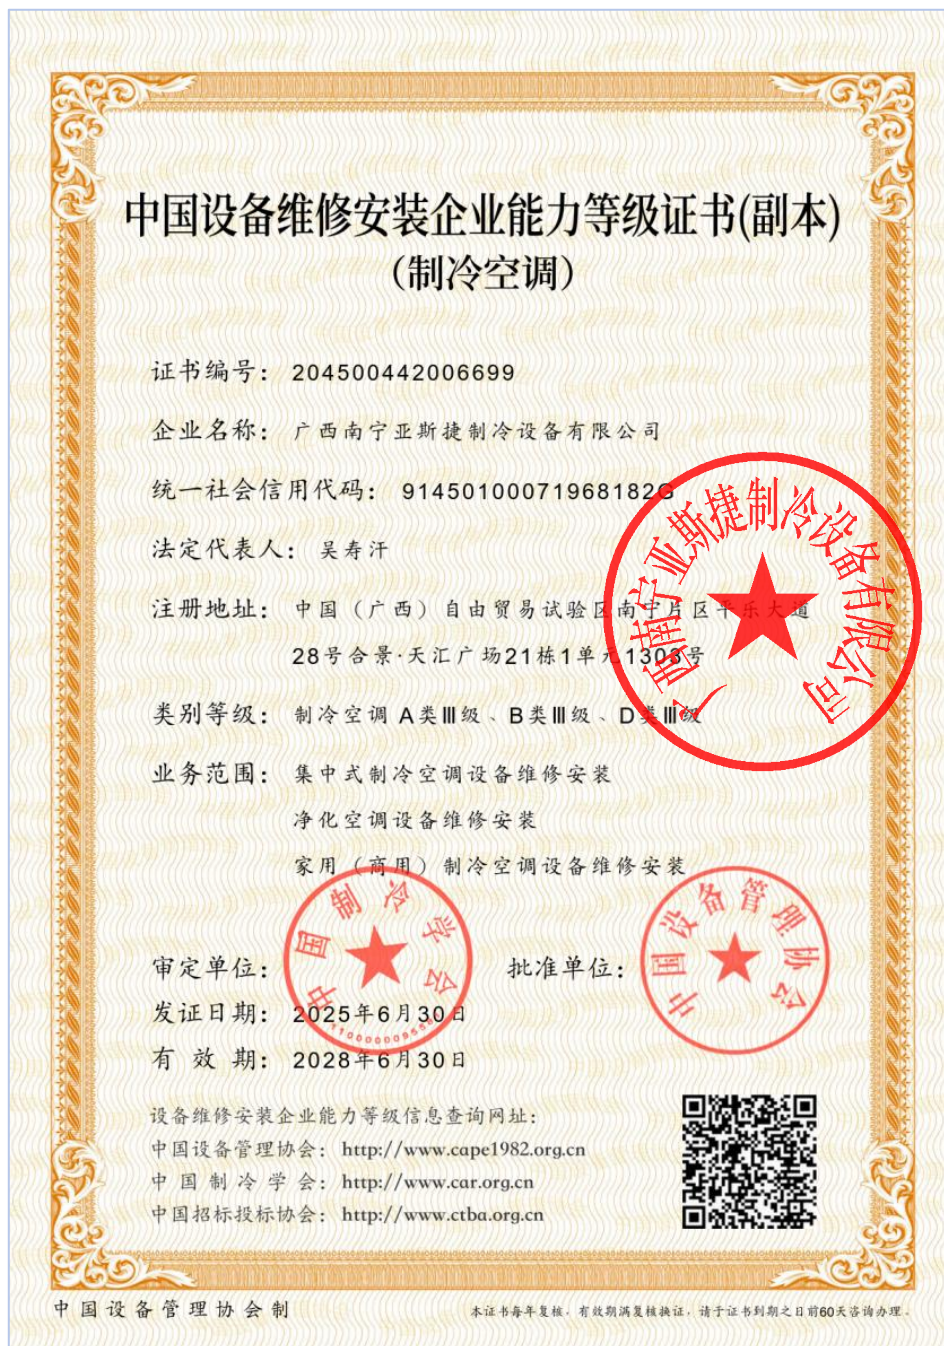 中国设备维修安装企业能力等级证书(副本)
（制冷空调）
证书编号： 204500442006699
企业名称： 广西南宁亚斯捷制冷设备有限公司
统一社会信用代码： 91450100071968182G
法定代表人： 吴寿汗
注册地址： 中国（广西）自由贸易试验区南宁片区平乐大道
28号合景·天汇广场21栋1单元1303号
类别等级： 制冷空调 A类Ⅲ级、B类Ⅲ级、D类Ⅲ级
业务范围： 集中式制冷空调设备维修安装
净化空调设备维修安装
家用（商用）制冷空调设备维修安装
广西南宁亚斯捷制冷设备有限公司
审定单位：
中国制冷学会
批准单位：
中国设备管理协会
发证日期： 2025年6月30日
有 效 期： 2028年6月30日
设备维修安装企业能力等级信息查询网址：
中国设备管理协会： http://www.cape1982.org.cn
中 国 制 冷 学 会： http://www.car.org.cn
中国招标投标协会： http://www.ctba.org.cn
中国设备管理协会制
本证书每年复核，有效期满复核换证，请于证书到期之日前60天咨询办理。